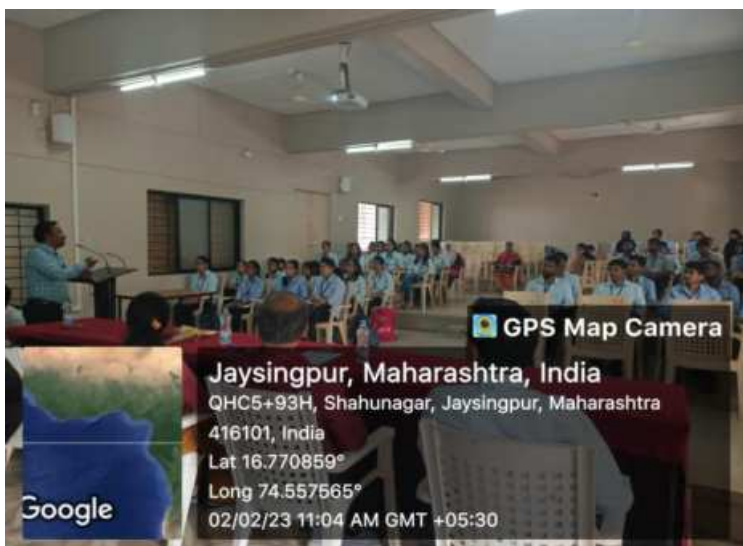 GPS Map Camera
Jaysingpur, Maharashtra, India
QHC5+93H, Shahunagar, Jaysingpur, Maharashtra
416101, India
Lat 16.770859°
Long 74.557565°
02/02/23 11:04 AM GMT +05:30
Google